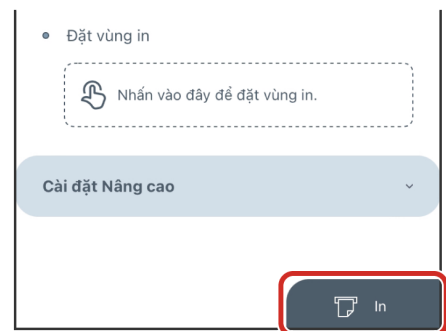 Đặt vùng in
Nhấn vào đây để đặt vùng in.
Cài đặt Nâng cao
In